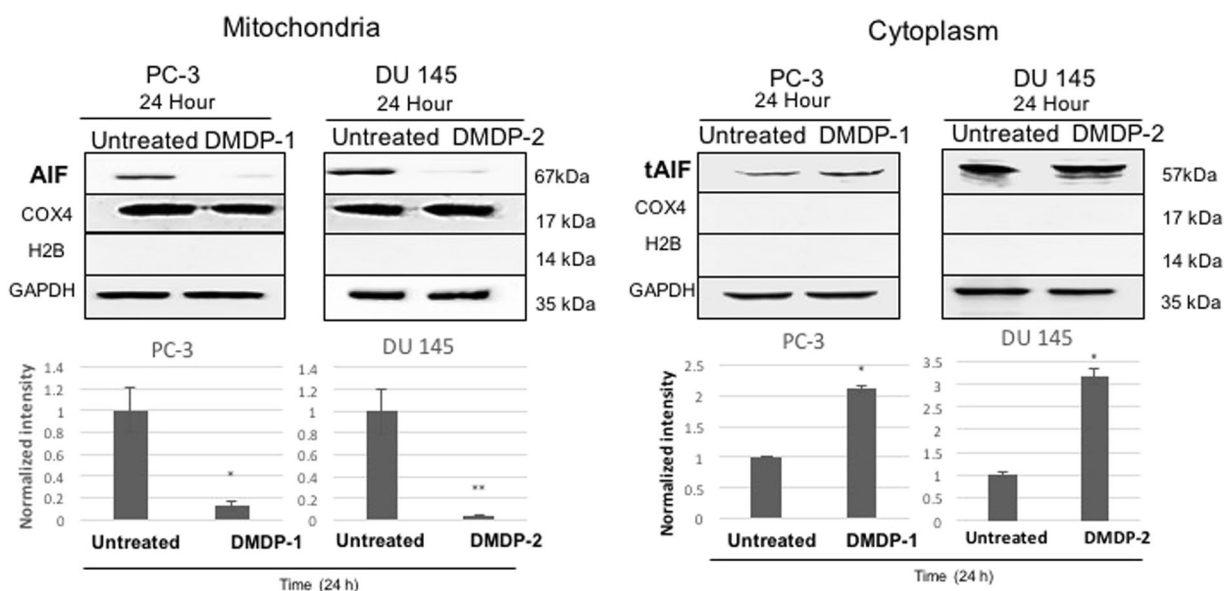 Mitochondria
Cytoplasm
PC-3
24 Hour
DU 145
24 Hour
PC-3
24 Hour
DU 145
24 Hour
Untreated DMDP-1
Untreated DMDP-2
Untreated DMDP-1
Untreated DMDP-2
AIF
67kDa
COX4
17 kDa
H2B
14 kDa
GAPDH
35 kDa
tAIF
57kDa
COX4
17 kDa
H2B
14 kDa
GAPDH
35 kDa
PC-3
Normalized intensity
1.4
1.2
1
0.8
0.6
0.4
0.2
0
*
Untreated DMDP-1
DU 145
1.4
1.2
1
0.8
0.6
0.4
0.2
0
**
Untreated DMDP-2
Time (24 h)
PC-3
Normalized intensity
2.5
2
1.5
1
0.5
0
*
Untreated DMDP-1
DU 145
3.5
3
2.5
2
1.5
1
0.5
0
*
Untreated DMDP-2
Time (24 h)